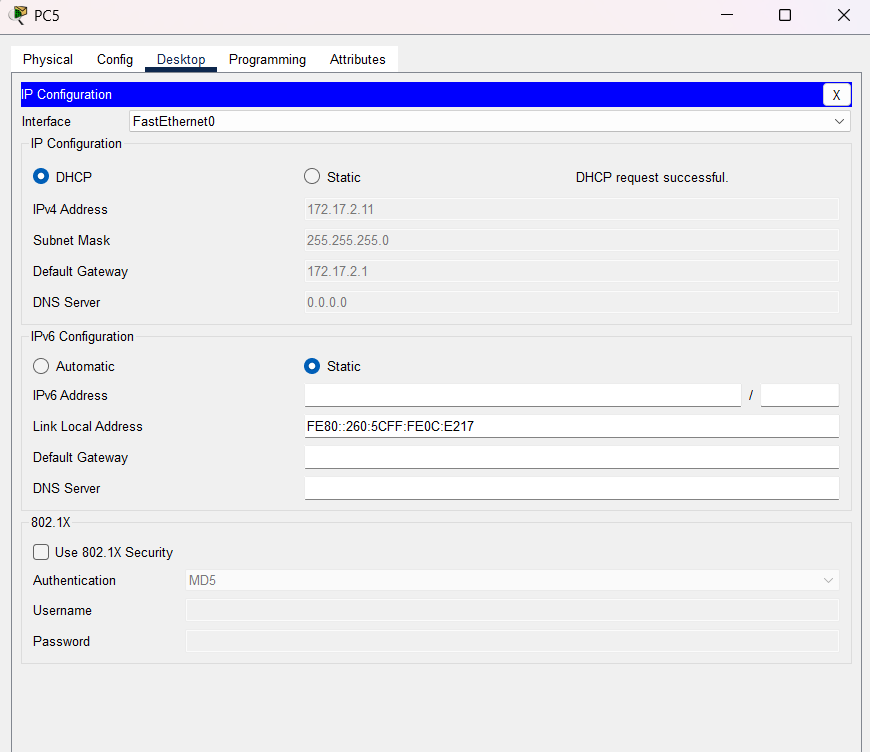 PC5
Physical Config Desktop Programming Attributes
IP Configuration X
Interface FastEthernet0
IP Configuration
DHCP Static DHCP request successful.
IPv4 Address 172.17.2.11
Subnet Mask 255.255.255.0
Default Gateway 172.17.2.1
DNS Server 0.0.0.0
IPv6 Configuration
Automatic Static
IPv6 Address /
Link Local Address FE80::260:5CFF:FE0C:E217
Default Gateway
DNS Server
802.1X
Use 802.1X Security
Authentication MD5
Username
Password